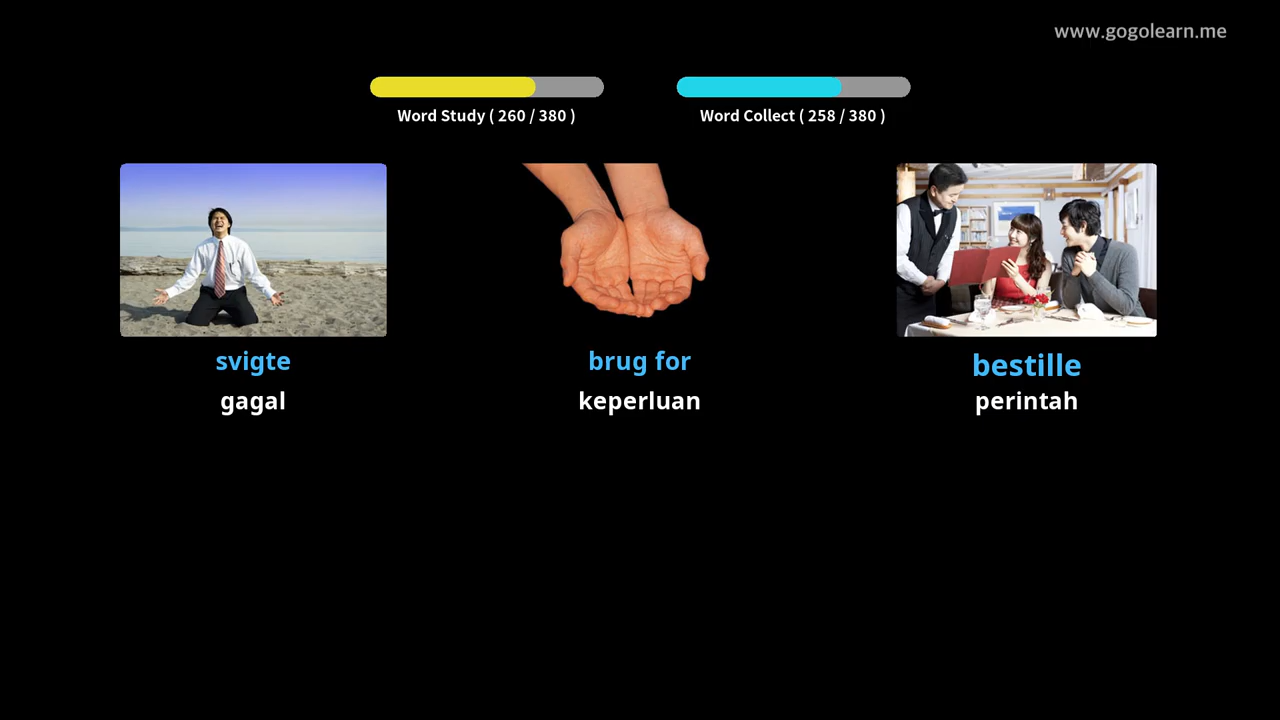 www.gogolearn.me
Word Study ( 260 / 380 )
Word Collect ( 258 / 380 )
svigte
gagal
brug for
keperluan
bestille
perintah